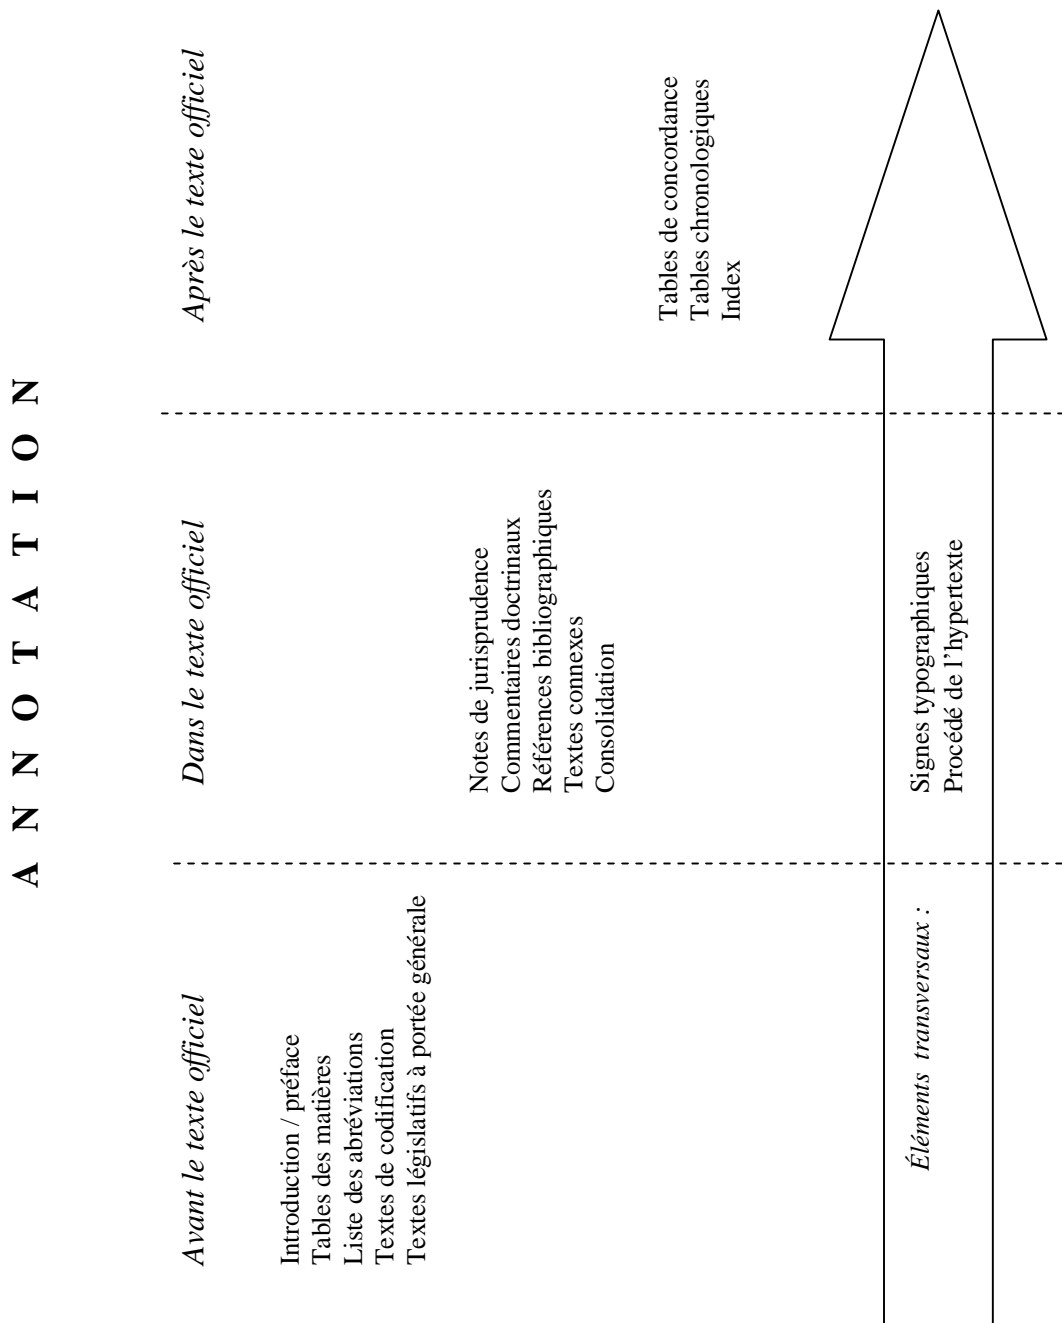 A N N O T A T I O N
Avant le texte officiel
Dans le texte officiel
Après le texte officiel
Introduction / préface
Tables des matières
Liste des abréviations
Textes de codification
Textes législatifs à portée générale
Notes de jurisprudence
Commentaires doctrinaux
Références bibliographiques
Textes connexes
Consolidation
Tables de concordance
Tables chronologiques
Index
Éléments transversaux :
Signes typographiques
Procédé de l'hypertexte